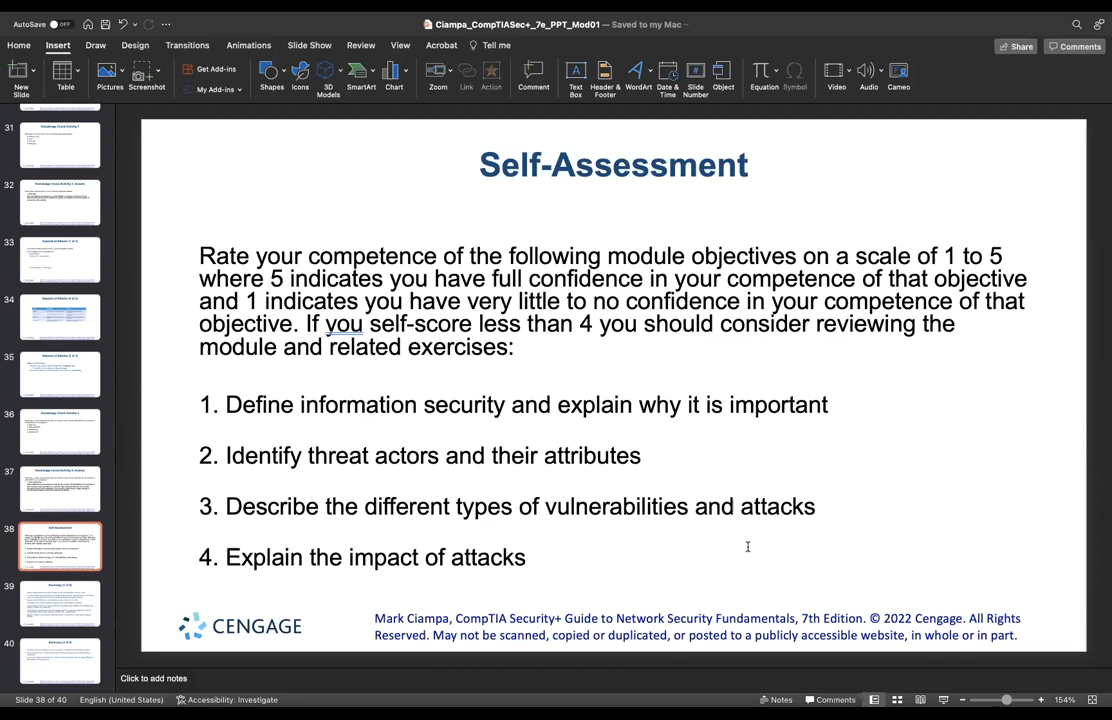 AutoSave OFF
Ciampa_CompTIASec+_7e_PPT_Mod01 — Saved to my Mac
Home Insert Draw Design Transitions Animations Slide Show Review View Acrobat Tell me
Share Comments
New Slide
Table
Pictures
Screenshot
Get Add-ins
My Add-ins
Shapes
Icons
3D Models
SmartArt
Chart
Zoom
Link
Action
Comment
Text Box
Header & Footer
WordArt
Date & Time
Slide Number
Object
Equation
Symbol
Video
Audio
Cameo
31
32
33
34
35
36
37
38
39
40
Self-Assessment
Rate your competence of the following module objectives on a scale of 1 to 5
where 5 indicates you have full confidence in your competence of that objective
and 1 indicates you have very little to no confidence in your competence of that
objective. If you self-score less than 4 you should consider reviewing the
module and related exercises:
1. Define information security and explain why it is important
2. Identify threat actors and their attributes
3. Describe the different types of vulnerabilities and attacks
4. Explain the impact of attacks
CENGAGE
Mark Ciampa, CompTIA Security+ Guide to Network Security Fundamentals, 7th Edition. © 2022 Cengage. All Rights
Reserved. May not be scanned, copied or duplicated, or posted to a publicly accessible website, in whole or in part.
Click to add notes
Slide 38 of 40 English (United States) Accessibility: Investigate
Notes Comments 154%